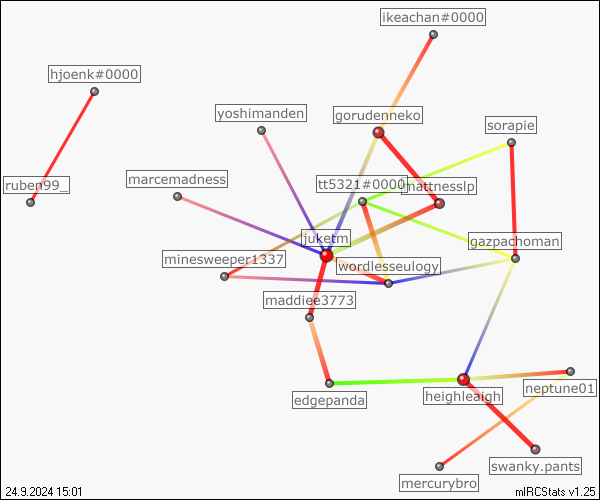 ikeachan#0000
hjoenk#0000
yoshimanden
gorudenneko
sorapie
ruben99_
marcemadness
tt5321#0000
mattnesslp
juketm
gazpachoman
minesweeper1337
wordlesseulogy
maddiee3773
edgepanda
heighleaigh
neptune01
swanky.pants
mercurybro
24.9.2024 15:01
mIRCStats v1.25